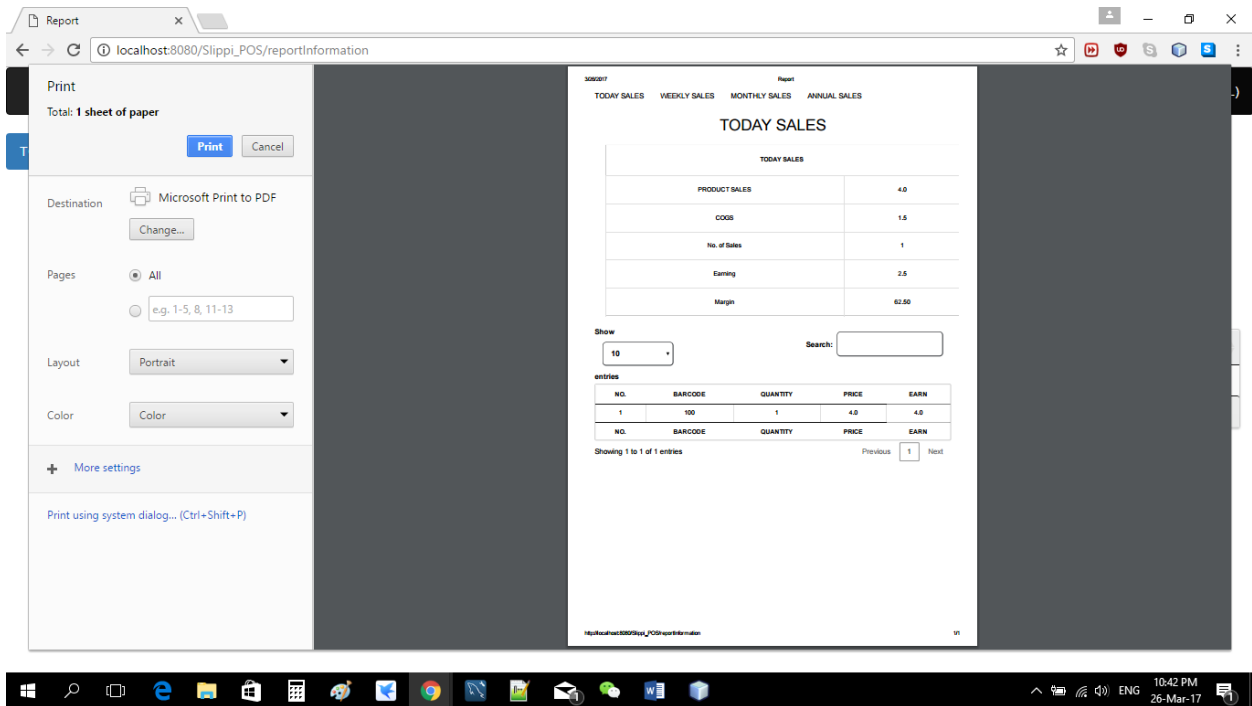 Report
localhost:8080/Slippi_POS/reportInformation
Print
Total: 1 sheet of paper
Print Cancel
Destination Microsoft Print to PDF
Change...
Pages All
e.g. 1-5, 8, 11-13
Layout Portrait
Color Color
More settings
Print using system dialog... (Ctrl+Shift+P)
3/26/2017 Report
TODAY SALES WEEKLY SALES MONTHLY SALES ANNUAL SALES
TODAY SALES
TODAY SALES
PRODUCT SALES 4.0
COGS 1.5
No. of Sales 1
Earning 2.5
Margin 62.50
Show
10
Search:
entries
NO. BARCODE QUANTITY PRICE EARN
1 100 1 4.0 4.0
NO. BARCODE QUANTITY PRICE EARN
Showing 1 to 1 of 1 entries Previous 1 Next
http://localhost:8080/Slippi_POS/reportInformation 1/1
10:42 PM
ENG
26-Mar-17